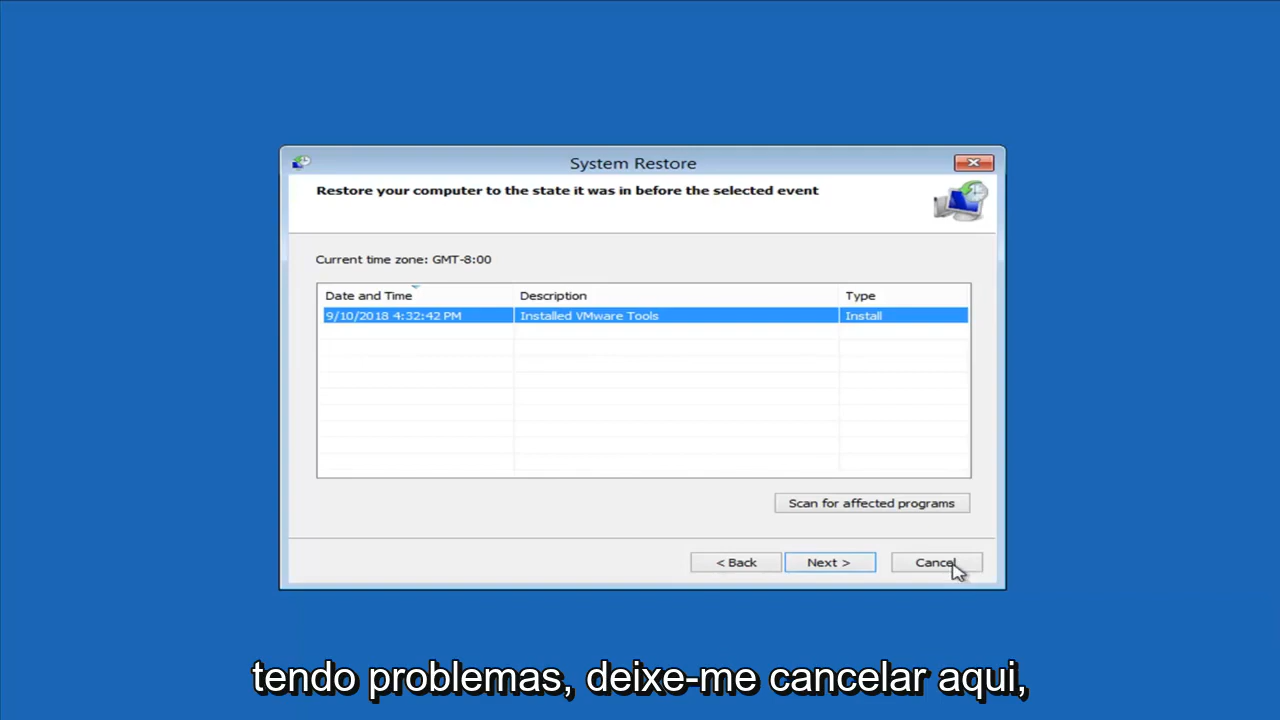 System Restore
Restore your computer to the state it was in before the selected event
Current time zone: GMT-8:00
Date and Time Description Type
9/10/2018 4:32:42 PM Installed VMware Tools Install
Scan for affected programs
< Back Next > Cancel
tendo problemas, deixe-me cancelar aqui,